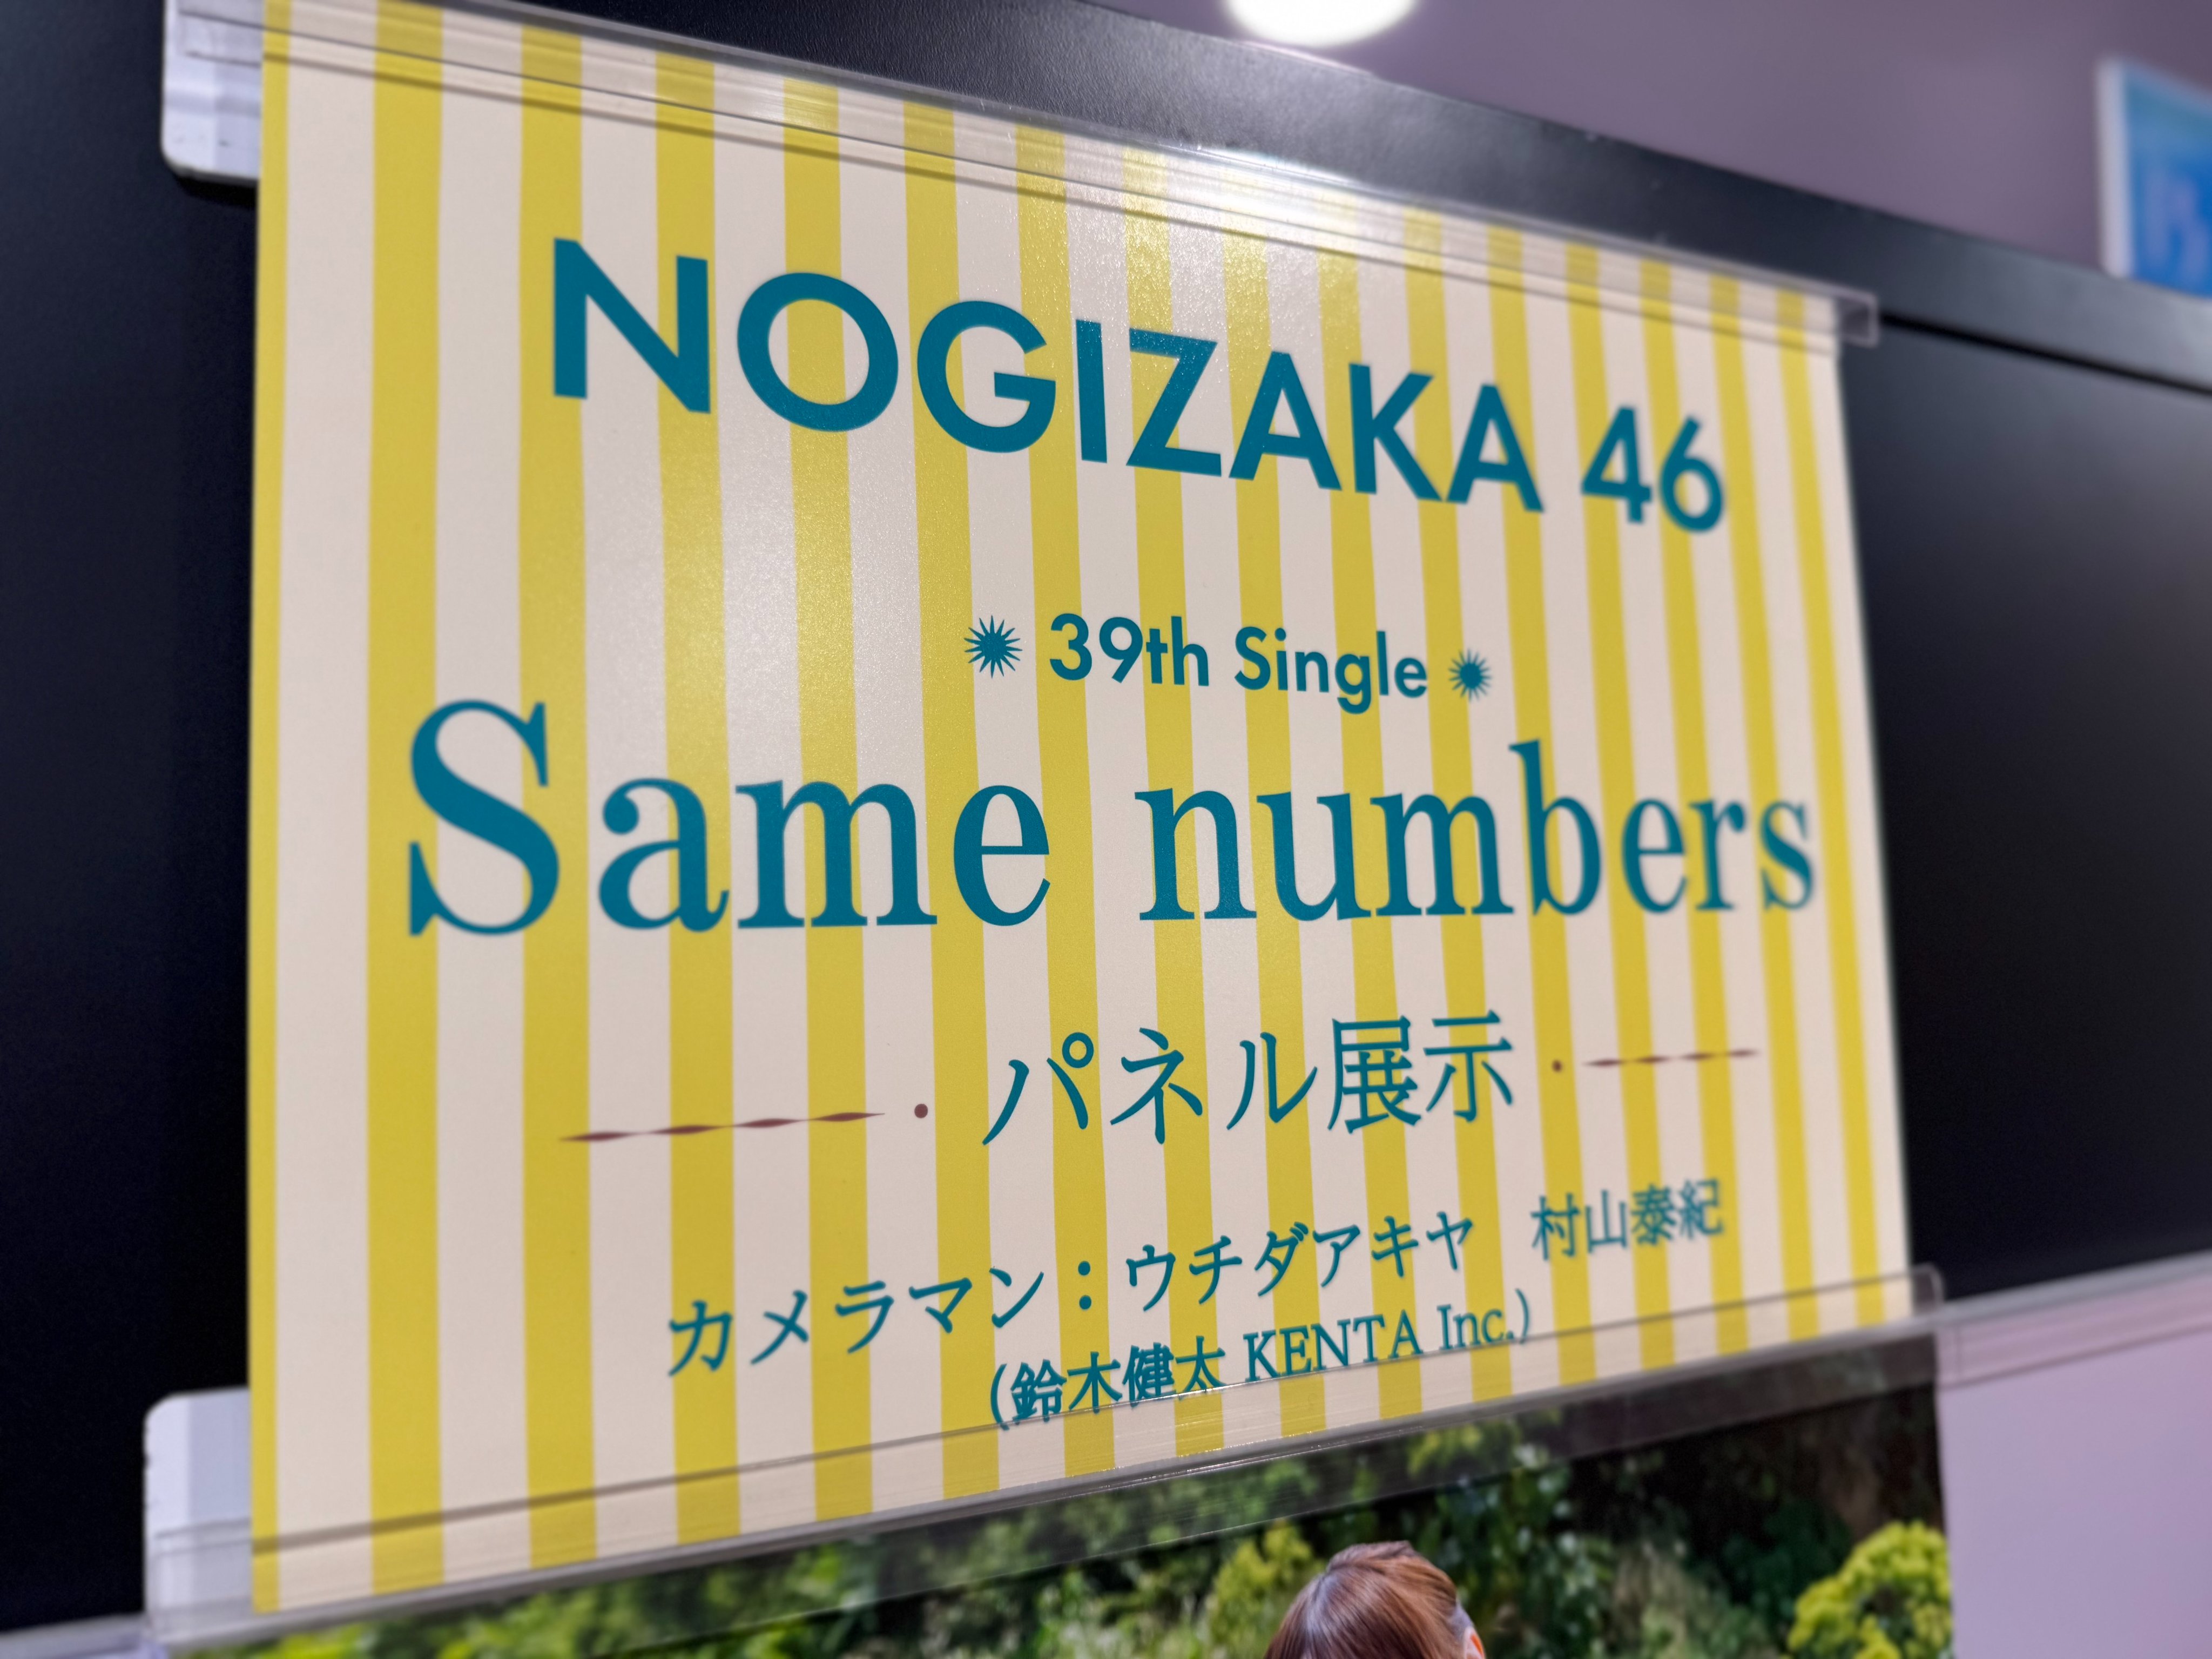 NOGIZAKA 46
39th Single
Same numbers
パネル展示
カメラマン：ウチダアキヤ　村山泰紀
(鈴木健太 KENTA Inc.)